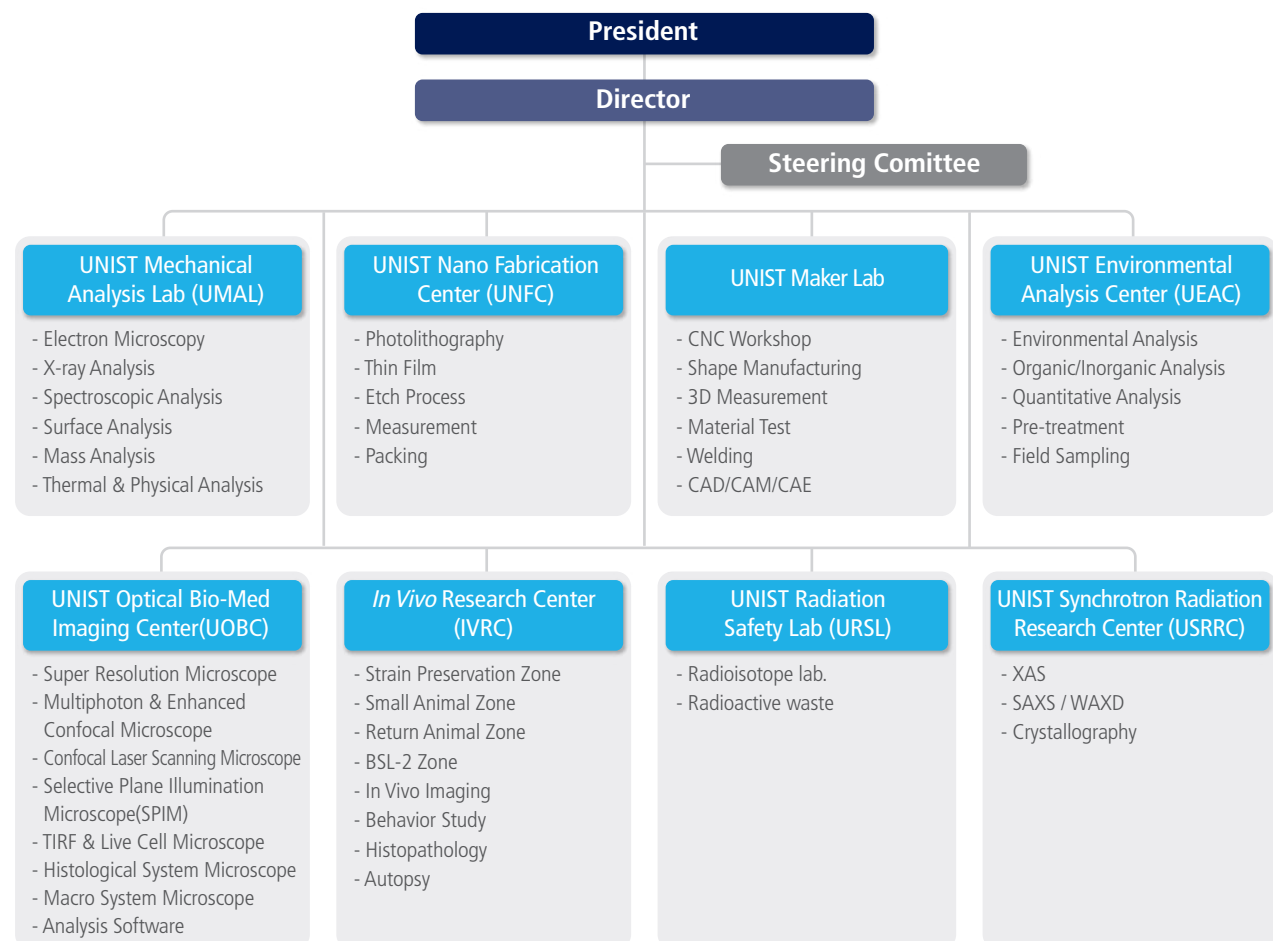 President
Director
Steering Comittee
UNIST Mechanical
Analysis Lab (UMAL)
- Electron Microscopy
- X-ray Analysis
- Spectroscopic Analysis
- Surface Analysis
- Mass Analysis
- Thermal & Physical Analysis
UNIST Nano Fabrication
Center (UNFC)
- Photolithography
- Thin Film
- Etch Process
- Measurement
- Packing
UNIST Maker Lab
- CNC Workshop
- Shape Manufacturing
- 3D Measurement
- Material Test
- Welding
- CAD/CAM/CAE
UNIST Environmental
Analysis Center (UEAC)
- Environmental Analysis
- Organic/Inorganic Analysis
- Quantitative Analysis
- Pre-treatment
- Field Sampling
UNIST Optical Bio-Med
Imaging Center(UOBC)
- Super Resolution Microscope
- Multiphoton & Enhanced
Confocal Microscope
- Confocal Laser Scanning Microscope
- Selective Plane Illumination
Microscope(SPIM)
- TIRF & Live Cell Microscope
- Histological System Microscope
- Macro System Microscope
- Analysis Software
In Vivo Research Center
(IVRC)
- Strain Preservation Zone
- Small Animal Zone
- Return Animal Zone
- BSL-2 Zone
- In Vivo Imaging
- Behavior Study
- Histopathology
- Autopsy
UNIST Radiation
Safety Lab (URSL)
- Radioisotope lab.
- Radioactive waste
UNIST Synchrotron Radiation
Research Center (USRRC)
- XAS
- SAXS / WAXD
- Crystallography